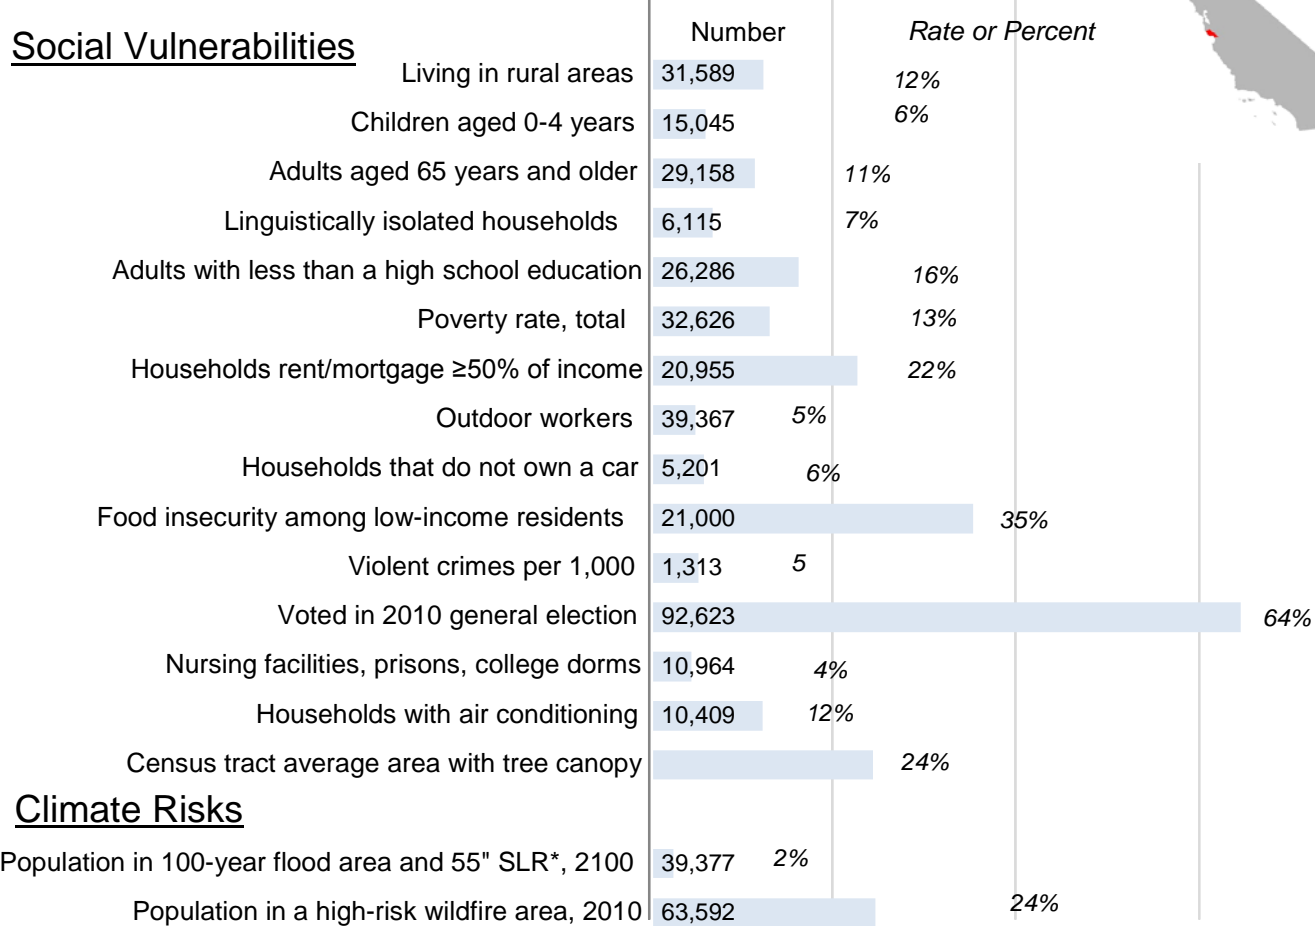 Number Rate or Percent
Social Vulnerabilities
Living in rural areas 31,589 12%
Children aged 0-4 years 15,045 6%
Adults aged 65 years and older 29,158 11%
Linguistically isolated households 6,115 7%
Adults with less than a high school education 26,286 16%
Poverty rate, total 32,626 13%
Households rent/mortgage ≥50% of income 20,955 22%
Outdoor workers 39,367 5%
Households that do not own a car 5,201 6%
Food insecurity among low-income residents 21,000 35%
Violent crimes per 1,000 1,313 5
Voted in 2010 general election 92,623 64%
Nursing facilities, prisons, college dorms 10,964 4%
Households with air conditioning 10,409 12%
Census tract average area with tree canopy 24%
Climate Risks
Population in 100-year flood area and 55" SLR*, 2100 39,377 2%
Population in a high-risk wildfire area, 2010 63,592 24%